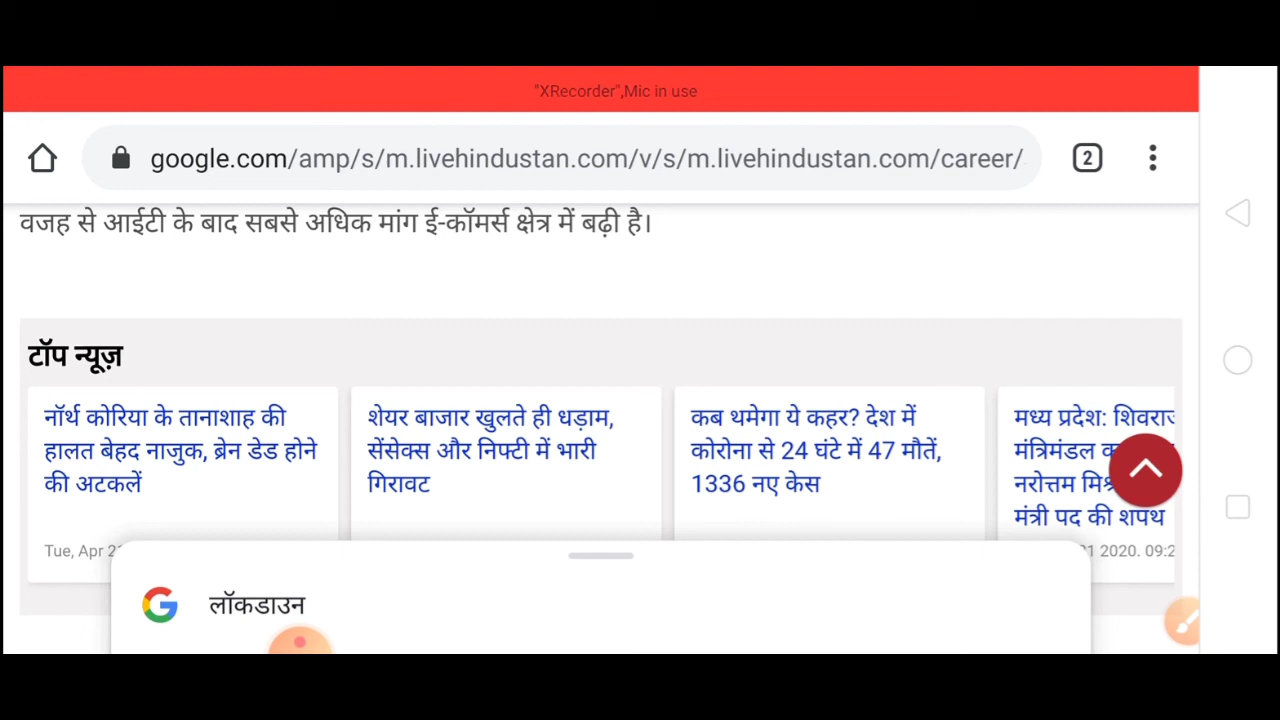 "XRecorder",Mic in use
google.com/amp/s/m.livehindustan.com/v/s/m.livehindustan.com/career/
2
वजह से आईटी के बाद सबसे अधिक मांग ई-कॉमर्स क्षेत्र में बढ़ी है।
टॉप न्यूज़
नॉर्थ कोरिया के तानाशाह की
हालत बेहद नाजुक, ब्रेन डेड होने
की अटकलें
Tue, Apr 2
शेयर बाजार खुलते ही धड़ाम,
सेंसेक्स और निफ्टी में भारी
गिरावट
कब थमेगा ये कहर? देश में
कोरोना से 24 घंटे में 47 मौतें,
1336 नए केस
मध्य प्रदेश: शिवराज
मंत्रिमंडल
नरोत्तम
मंत्री पद की शपथ
1 2020. 09:2
लॉकडाउन